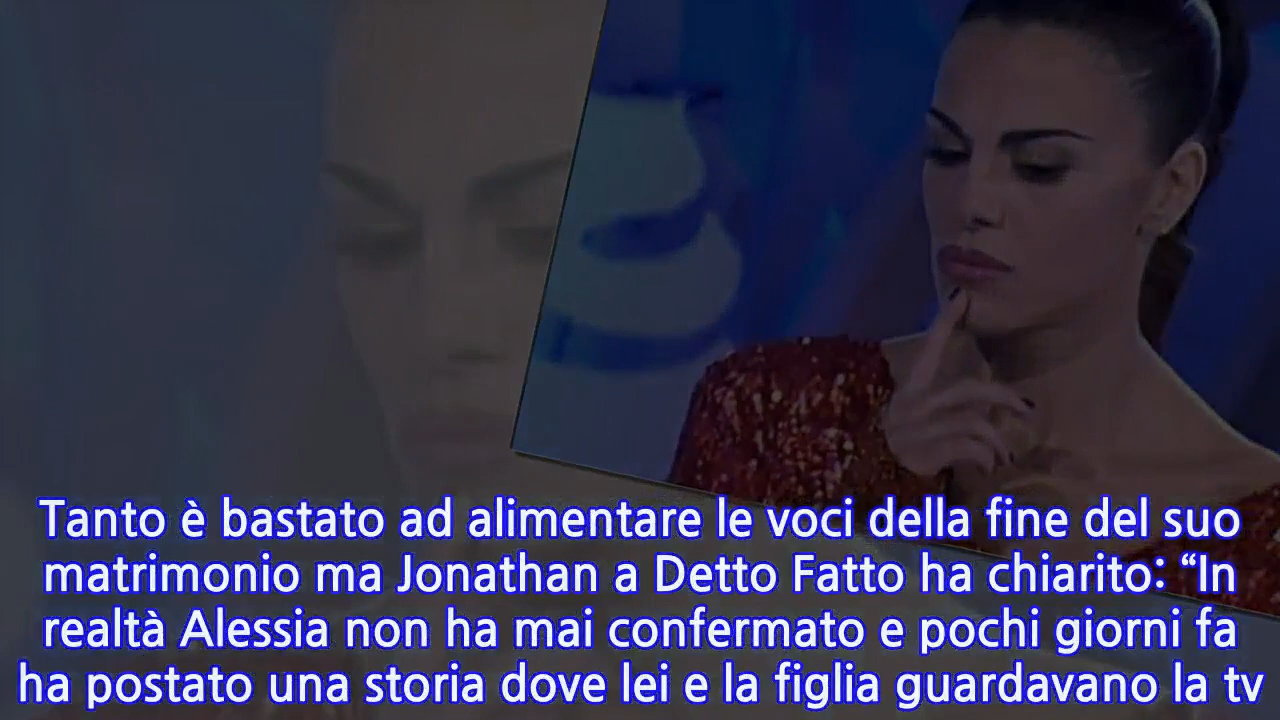 Tanto è bastato ad alimentare le voci della fine del suo
matrimonio ma Jonathan a Detto Fatto ha chiarito: “In
realtà Alessia non ha mai confermato e pochi giorni fa
ha postato una storia dove lei e la figlia guardavano la tv